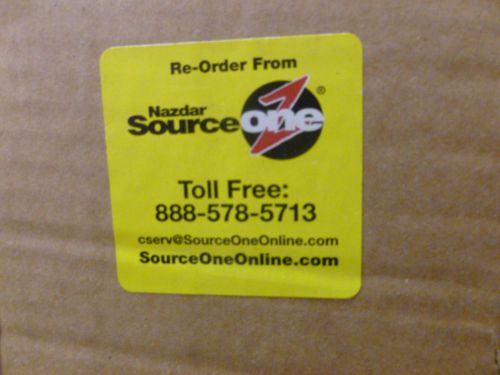 Re-Order From
Nazdar
Sourceone®
Toll Free:
888-578-5713
cserv@SourceOneOnline.com
SourceOneOnline.com